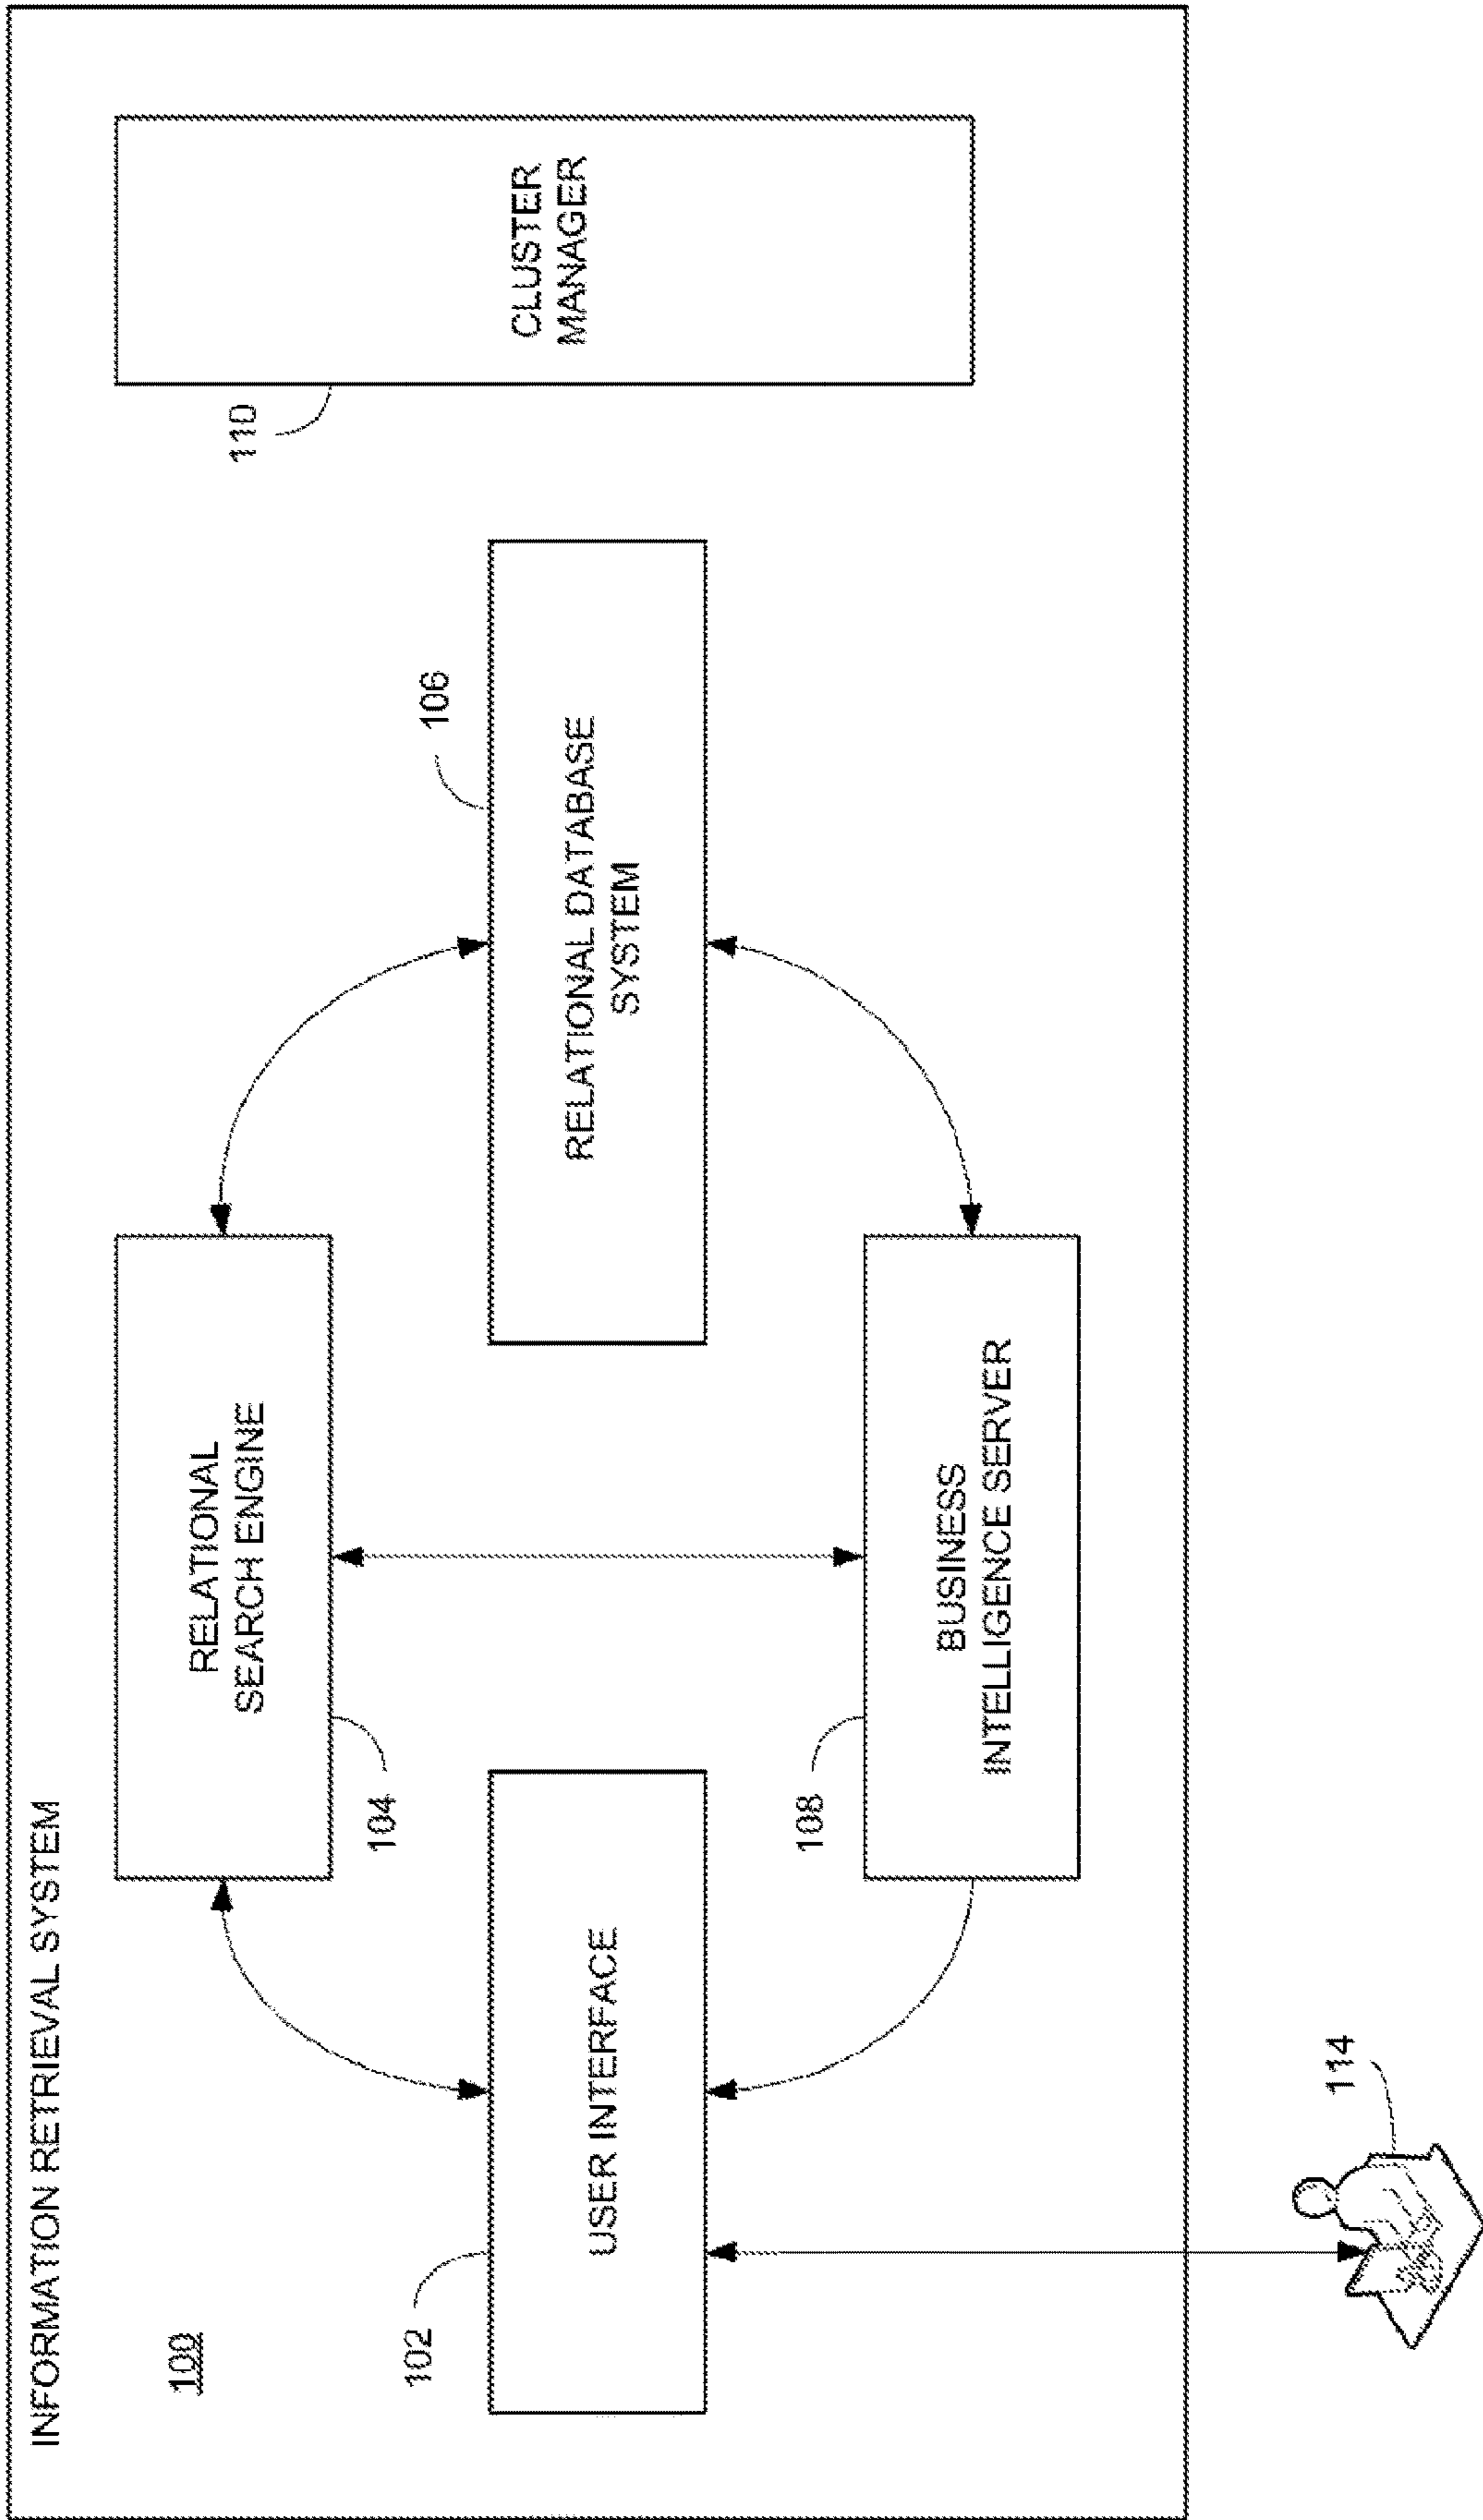 INFORMATION RETRIEVAL SYSTEM
100
RELATIONAL
SEARCH ENGINE
104
110
CLUSTER
MANAGER
102
USER INTERFACE
106
RELATIONAL DATABASE
SYSTEM
108
BUSINESS
INTELLIGENCE SERVER
114